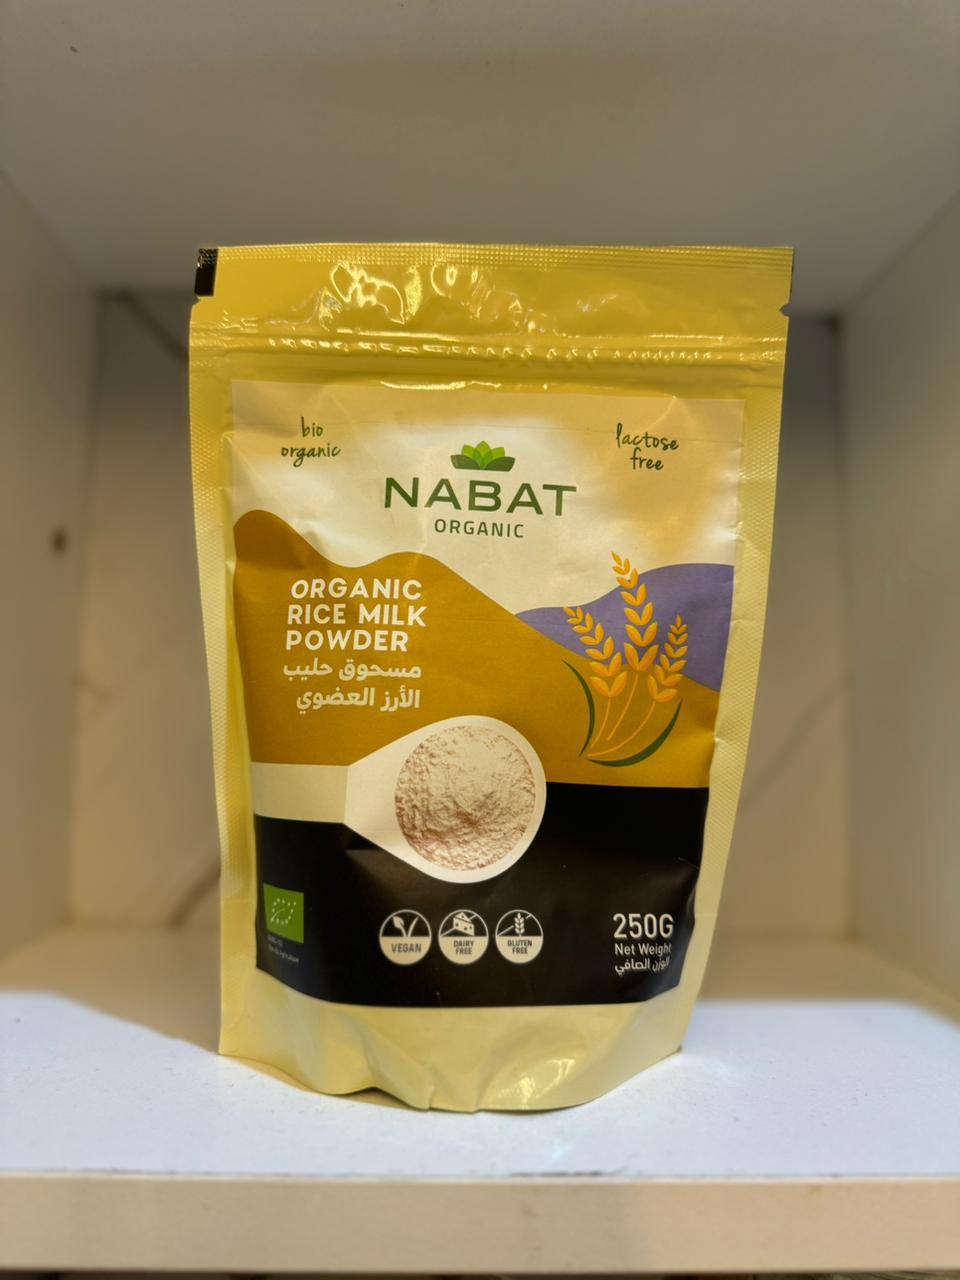 bio
organic
lactose
free
NABAT
ORGANIC
ORGANIC
RICE MILK
POWDER
مسحوق حليب
الأرز العضوي
VEGAN
DAIRY
FREE
GLUTEN
FREE
250G
Net Weight
الوزن الصافي